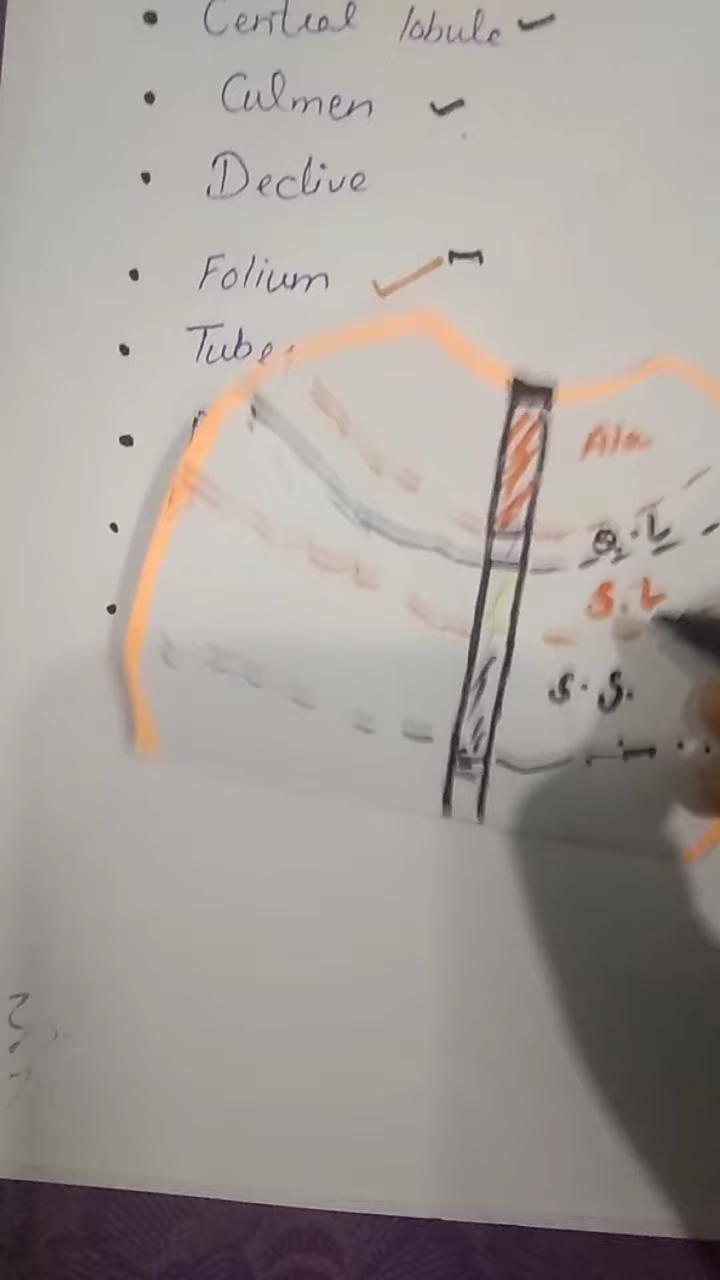 Central lobule
Culmen
Declive
Folium
Tube
Ala
Q.L
S.L
S.S.